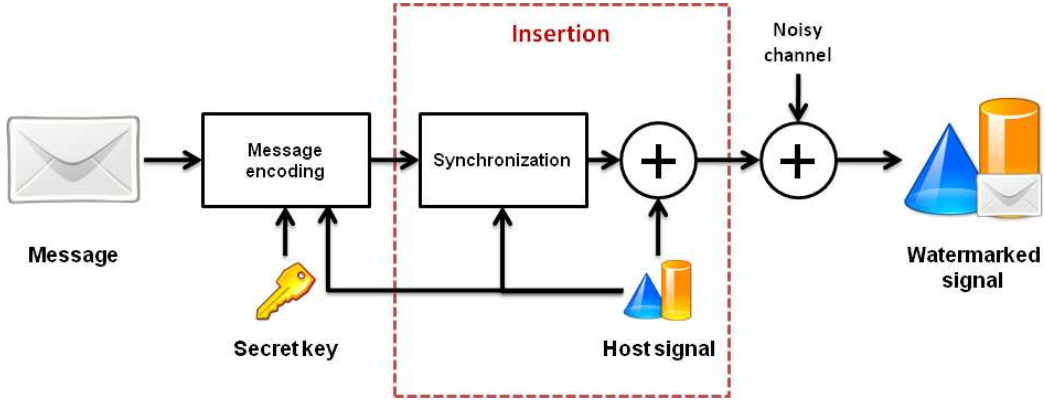 Insertion
Noisy
channel
Message
encoding
Synchronization
Message
Watermarked
signal
Secret key
Host signal